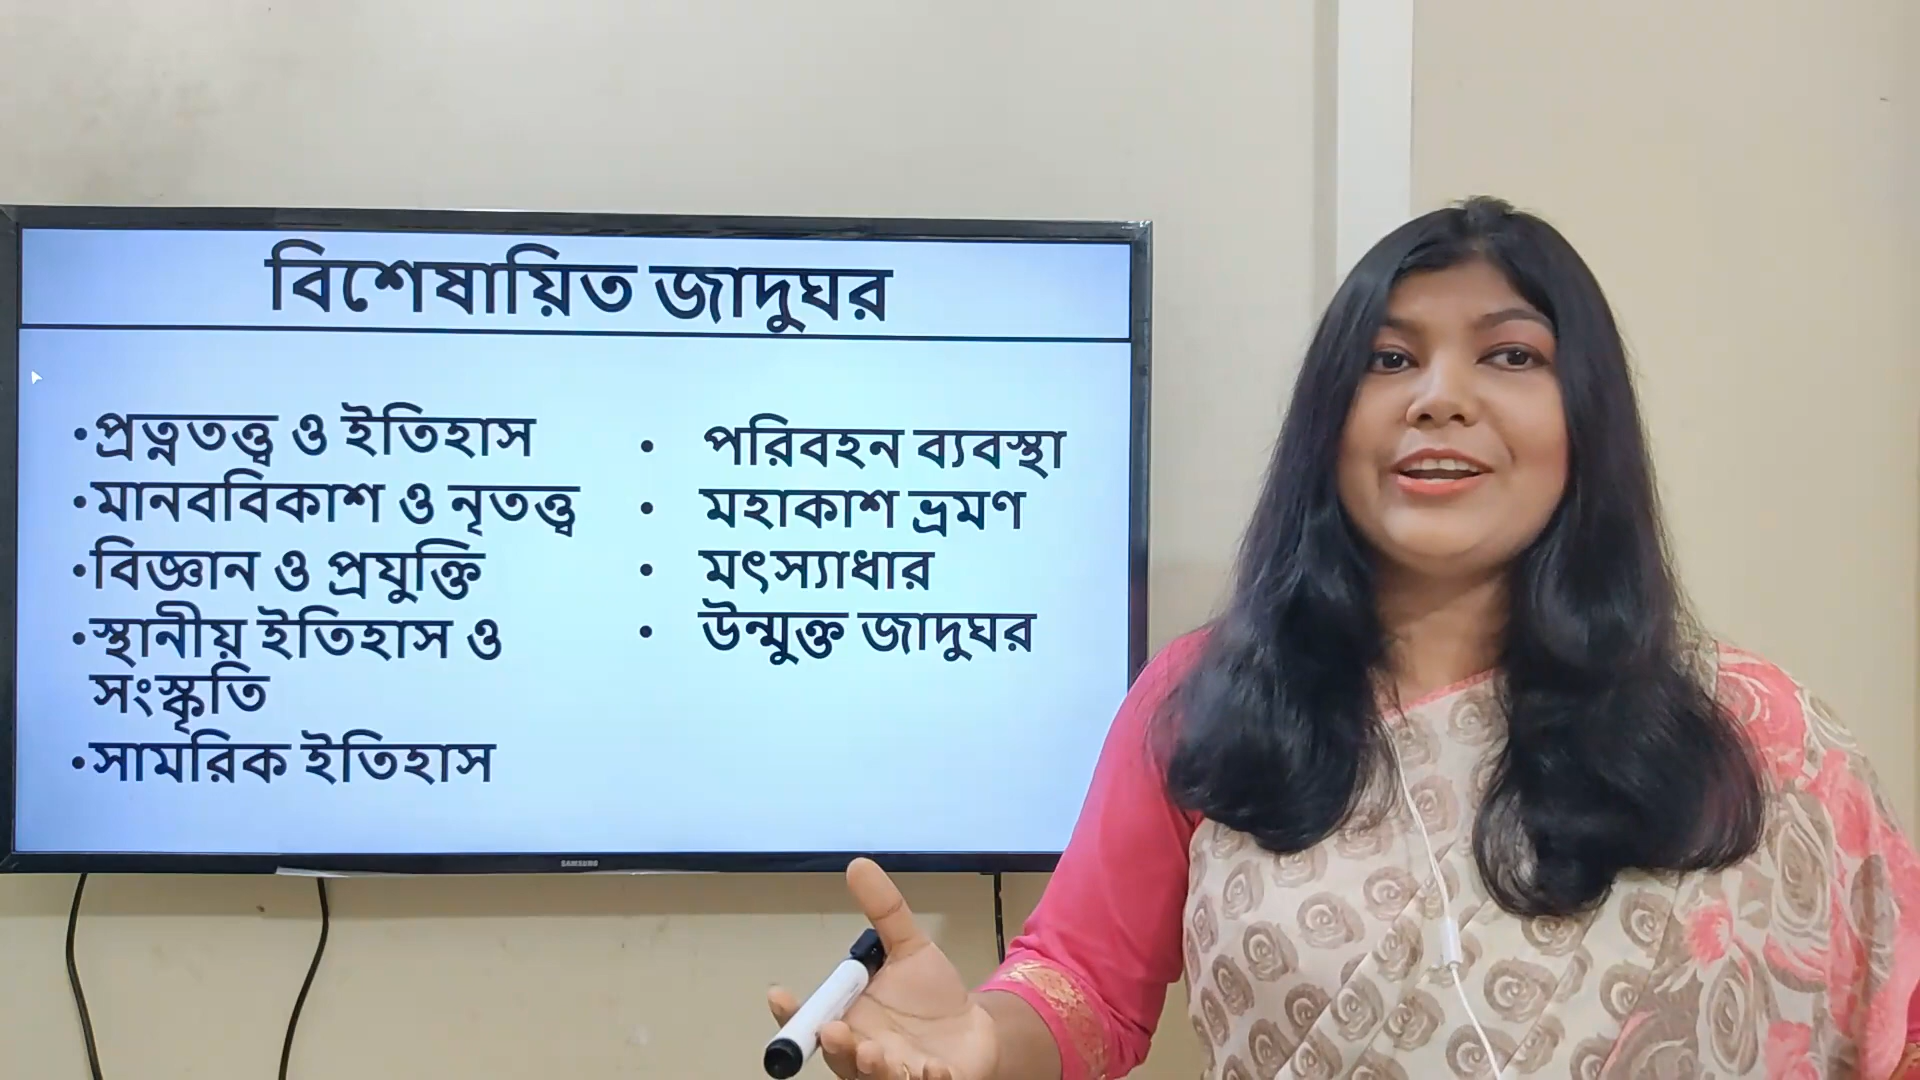 বিশেষায়িত জাদুঘর
•প্রত্নতত্ত্ব ও ইতিহাস
•মানববিকাশ ও নৃতত্ত্ব
•বিজ্ঞান ও প্রযুক্তি
•স্থানীয় ইতিহাস ও
সংস্কৃতি
•সামরিক ইতিহাস
• পরিবহন ব্যবস্থা
• মহাকাশ ভ্রমণ
• মৎস্যাধার
• উন্মুক্ত জাদুঘর
SAMSUNG